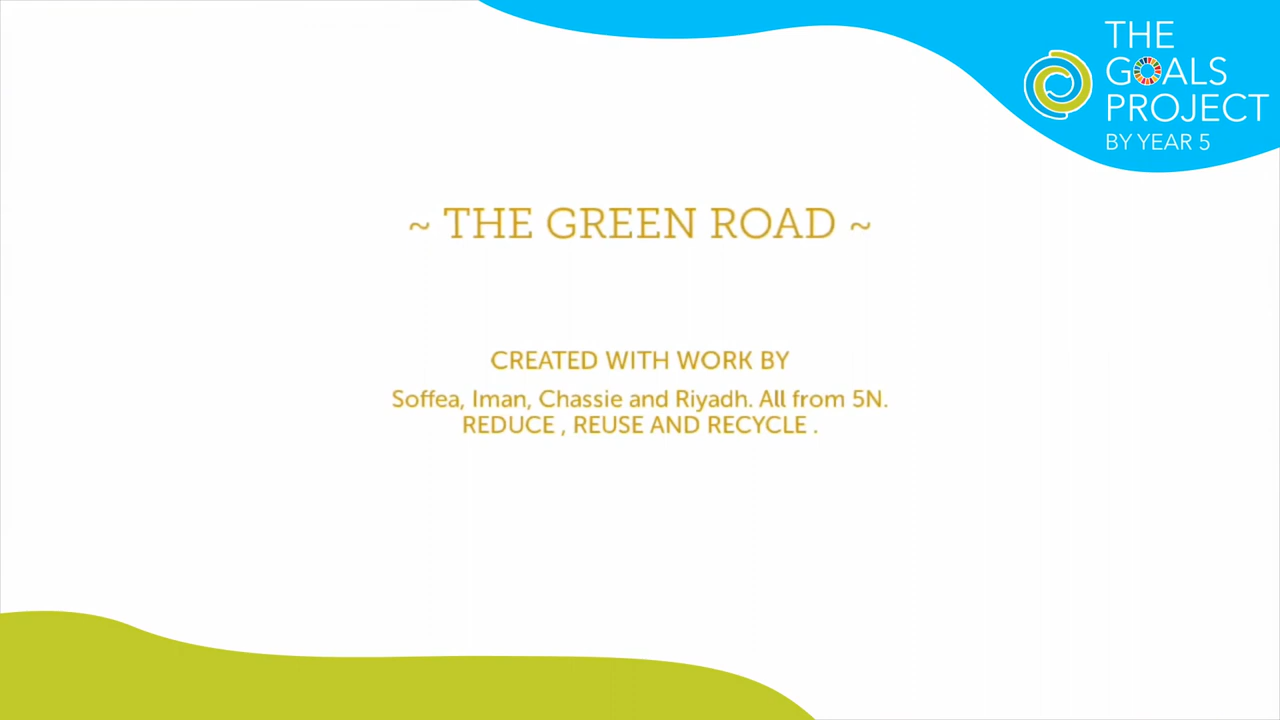 THE
GOALS
PROJECT
BY YEAR 5
~ THE GREEN ROAD ~
CREATED WITH WORK BY
Soffea, Iman, Chassie and Riyadh. All from 5N.
REDUCE , REUSE AND RECYCLE .